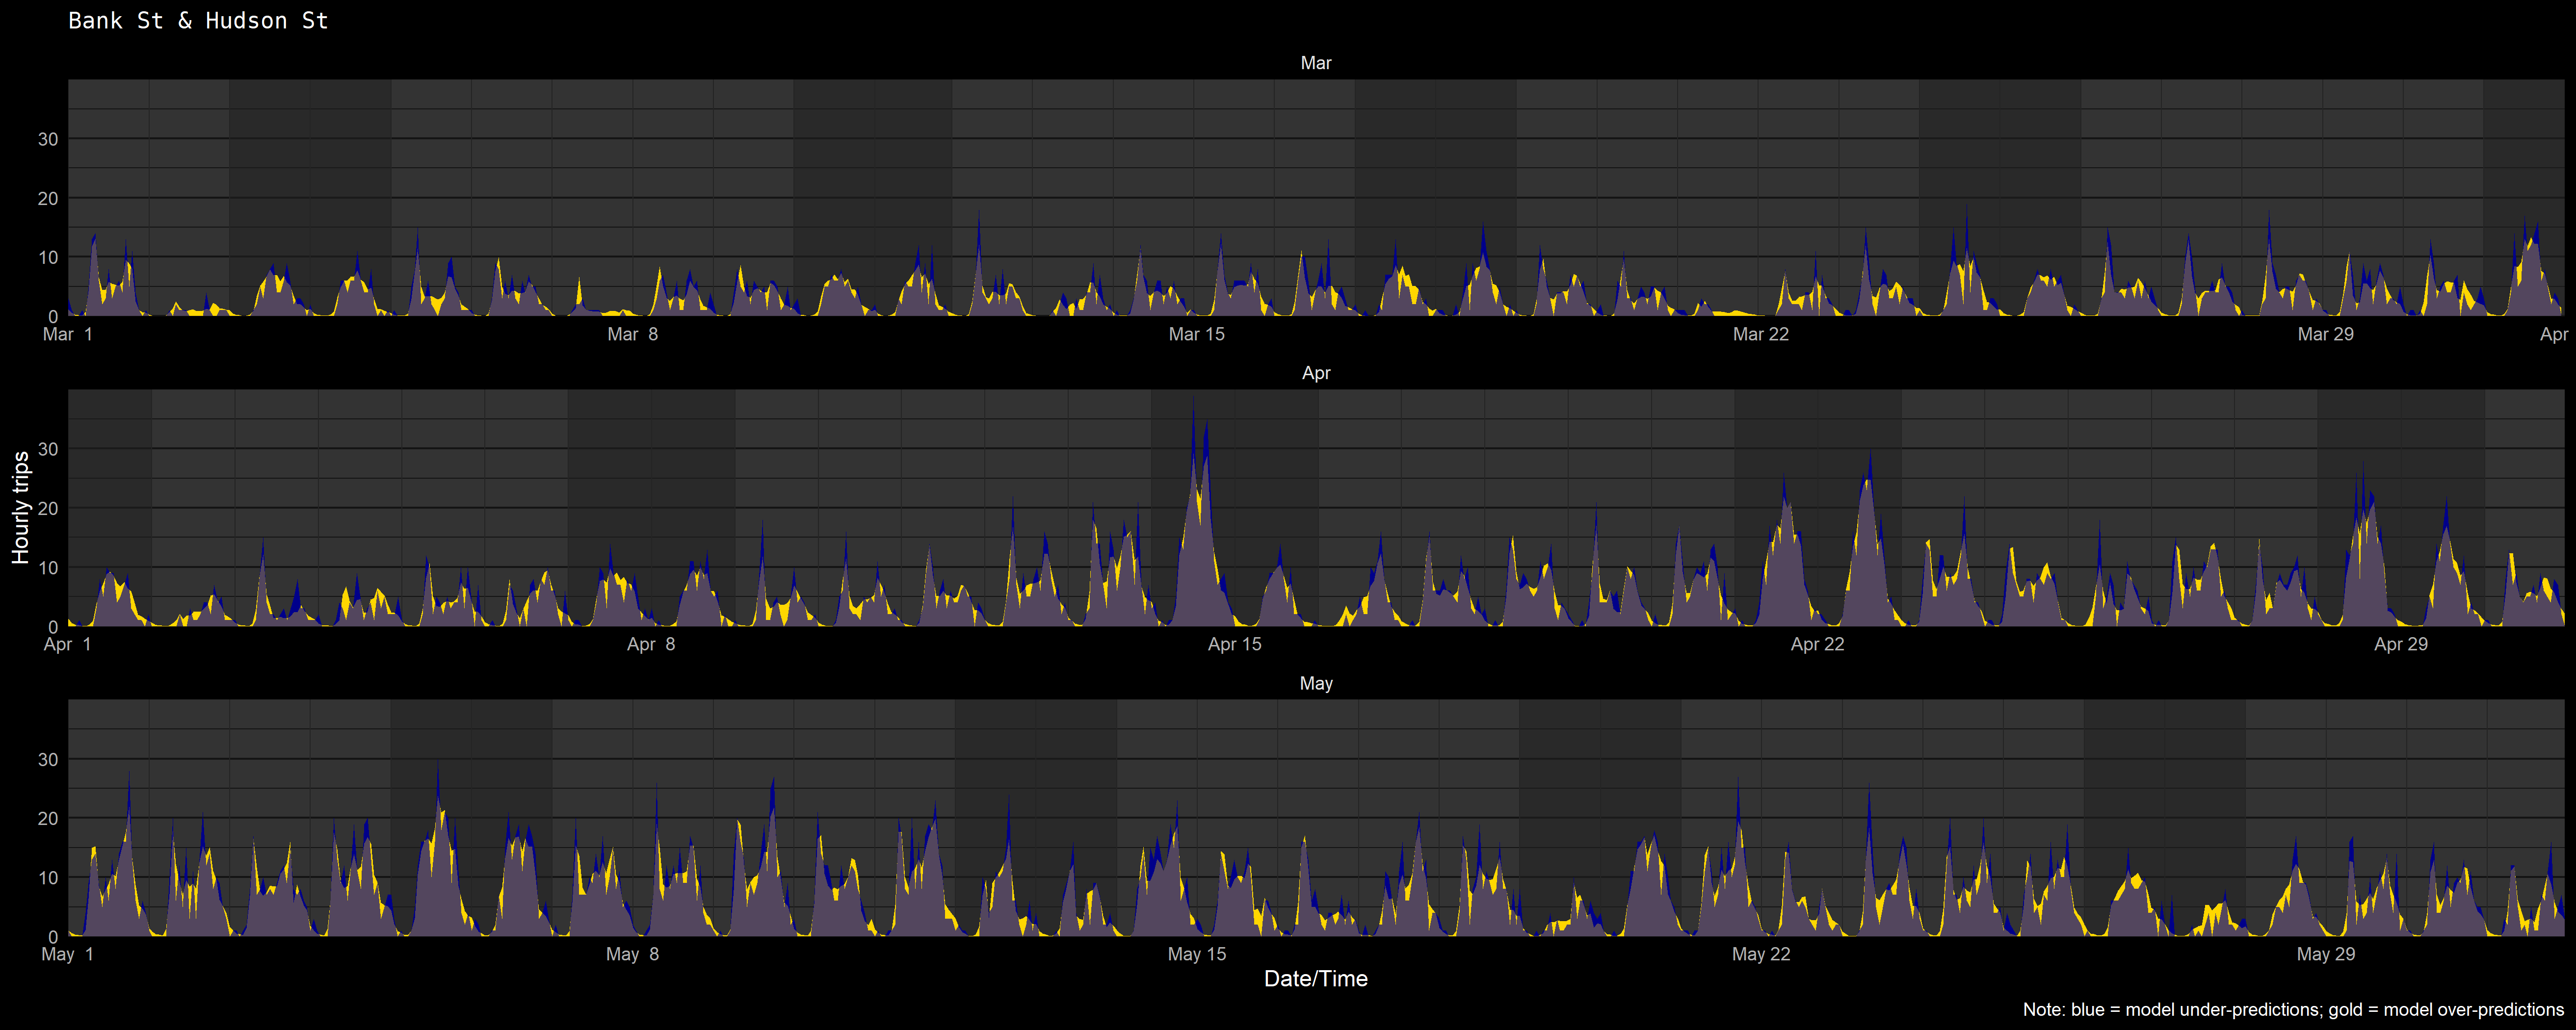 Bank St & Hudson St
Mar
30
20
10
0
Mar 1
Mar 8
Mar 15
Mar 22
Mar 29
Apr
Apr
Hourly trips
30
20
10
0
Apr 1
Apr 8
Apr 15
Apr 22
Apr 29
May
30
20
10
0
May 1
May 8
May 15
May 22
May 29
Date/Time
Note: blue = model under-predictions; gold = model over-predictions